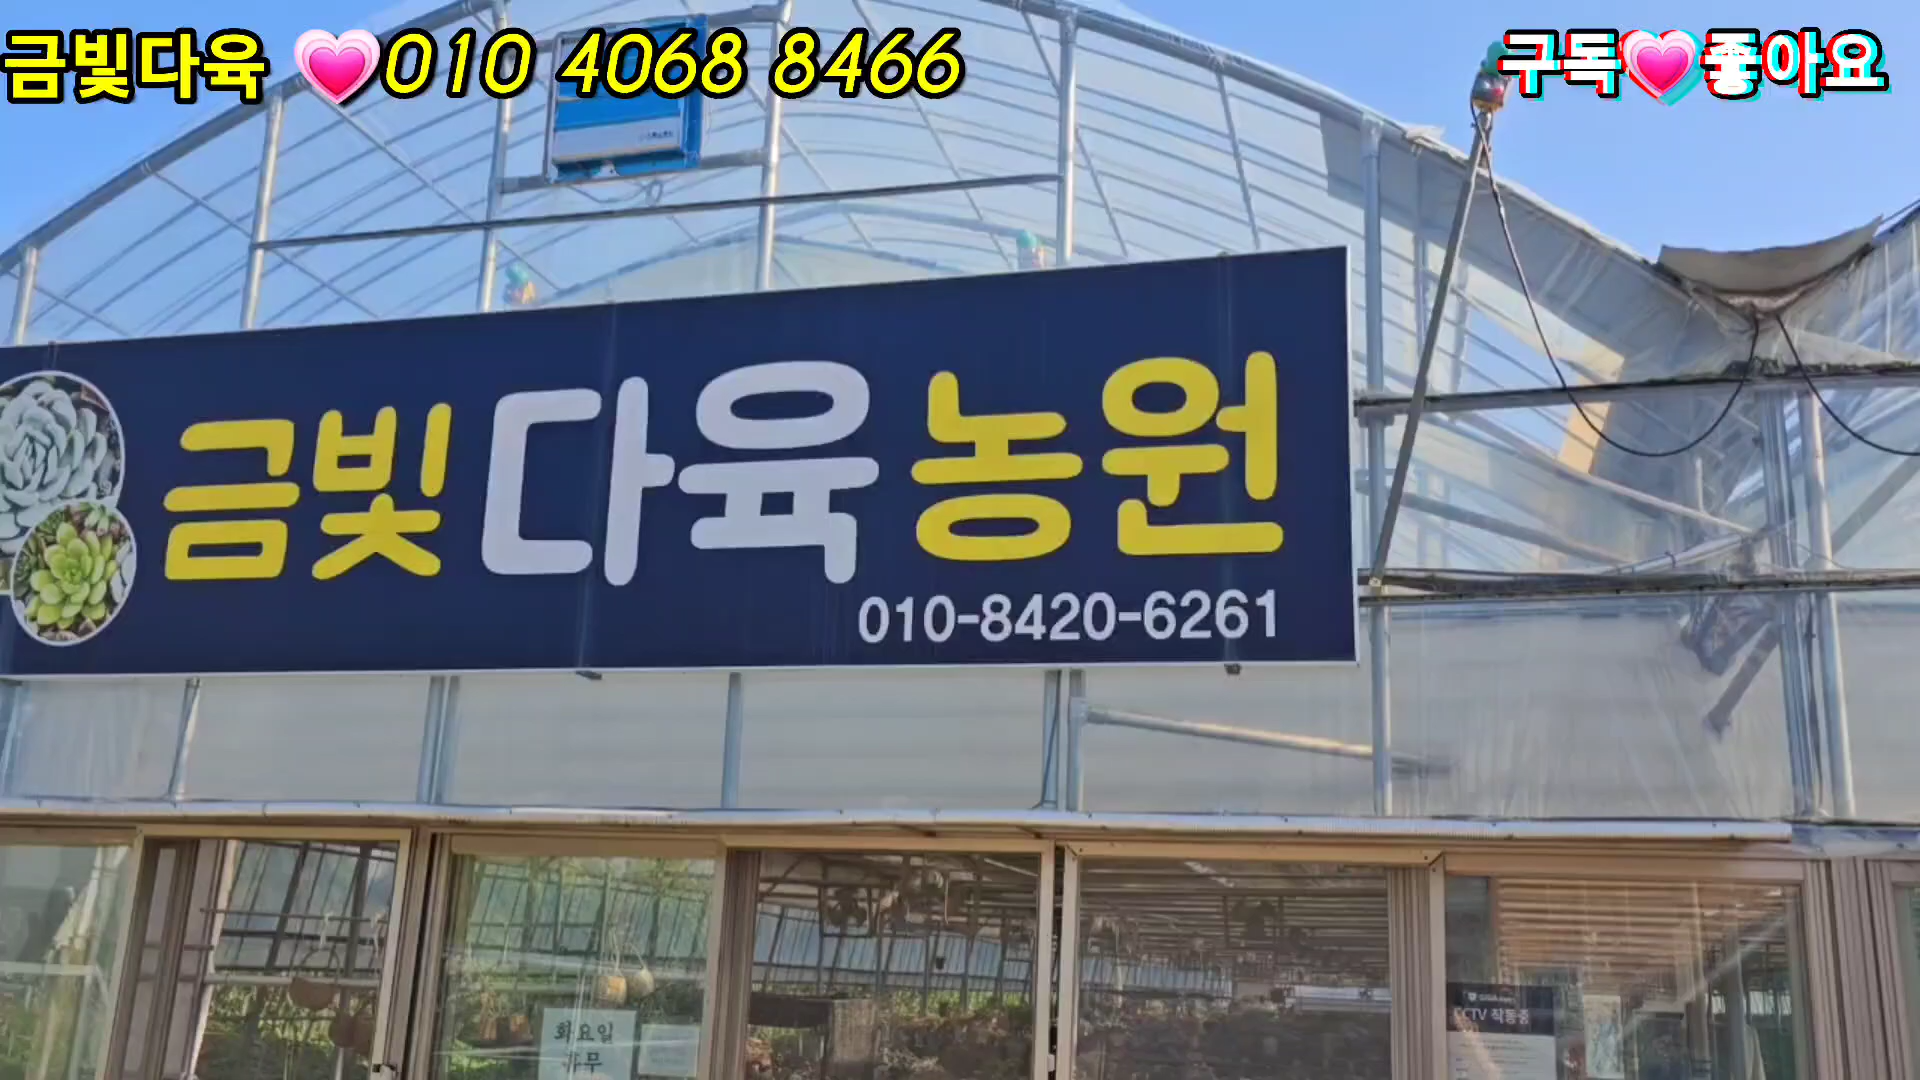 금빛다육 💗010 4068 8466
구독💗좋아요
금빛다육농원
010-8420-6261
화요일
휴무
CCTV 작동중